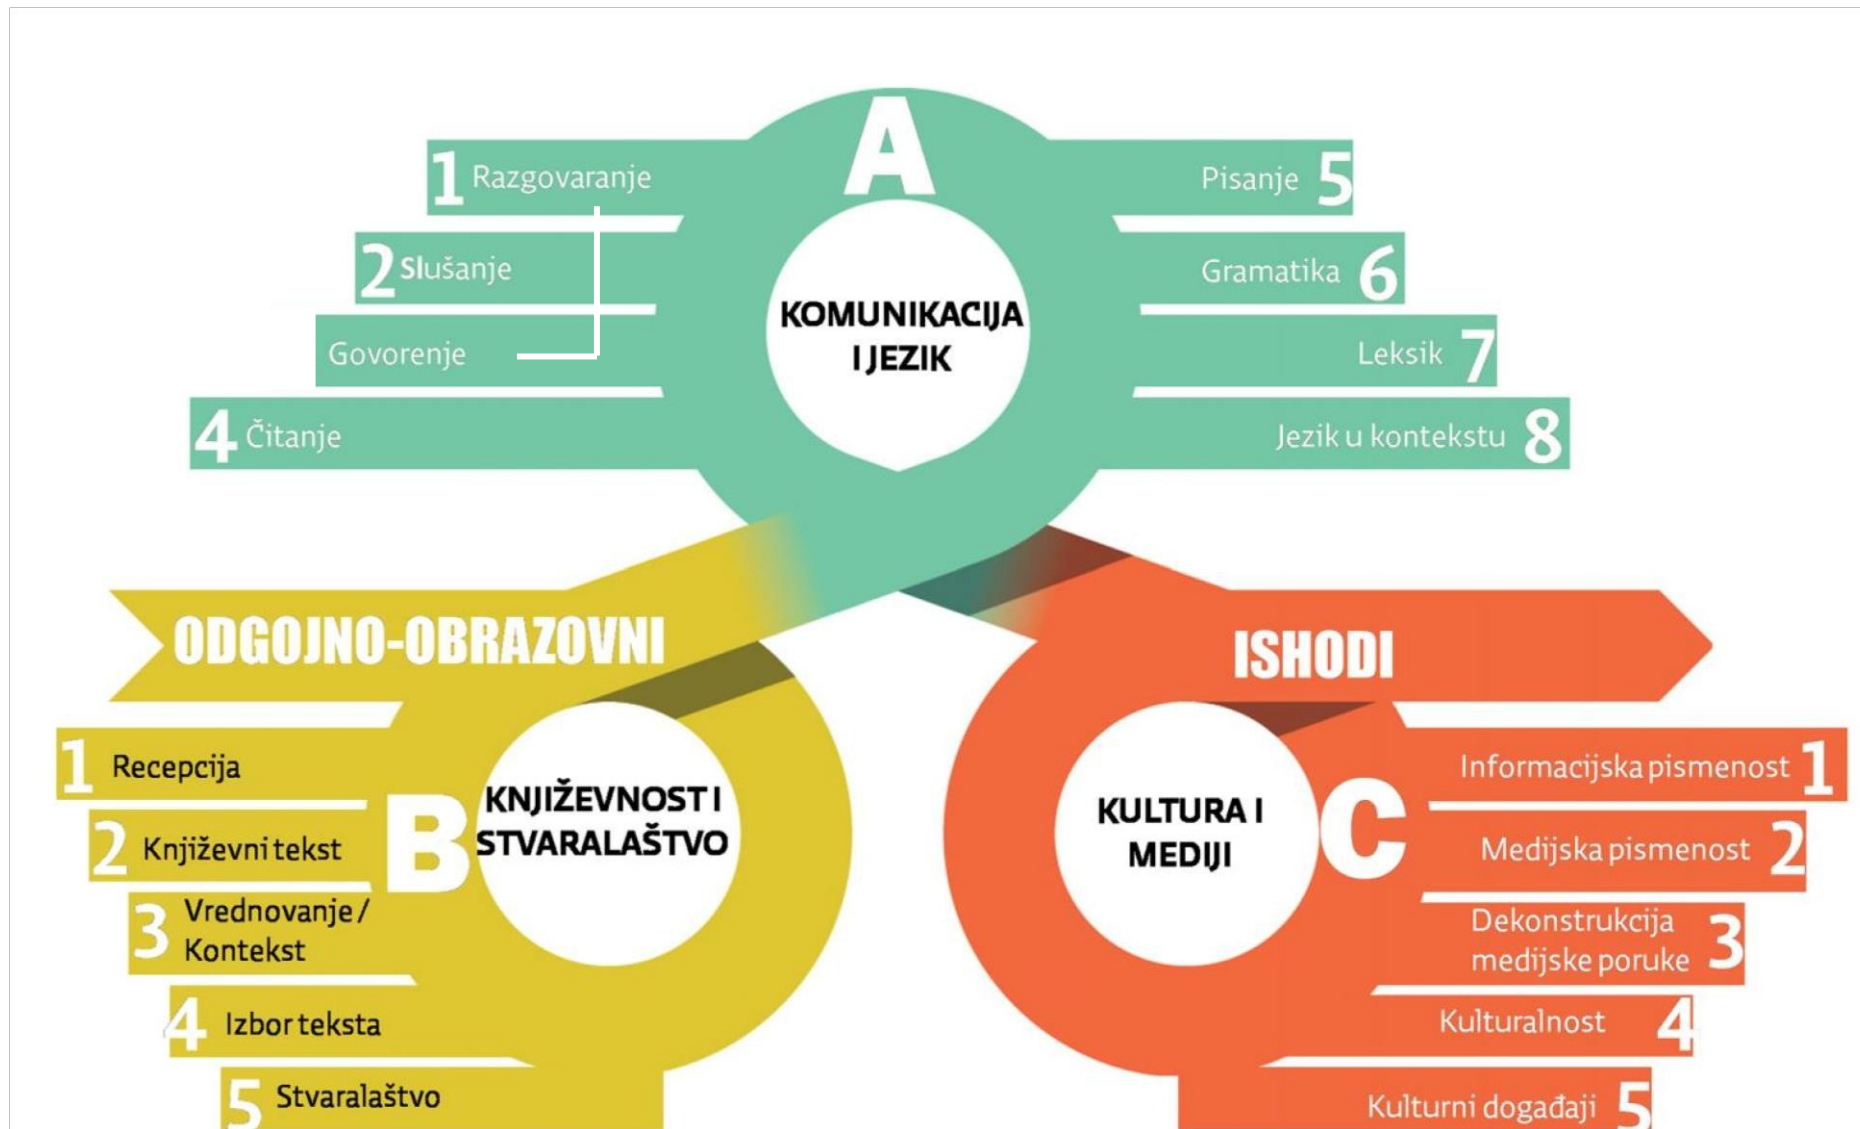 A
1 Razgovaranje
2 Slušanje
Govorenje
4 Čitanje
Pisanje 5
Gramatika 6
Leksik 7
Jezik u kontekstu 8
KOMUNIKACIJA
I JEZIK
ODGOJNO-OBRAZOVNI
ISHODI
1 Recepcija
2 Književni tekst
3 Vrednovanje /
Kontekst
4 Izbor teksta
5 Stvaralaštvo
B
KNJIŽEVNOST I
STVARALAŠTVO
KULTURA I
MEDIJI
C
Informacijska pismenost 1
Medijska pismenost 2
Dekonstrukcija
medijske poruke 3
Kulturalnost 4
Kulturni događaji 5